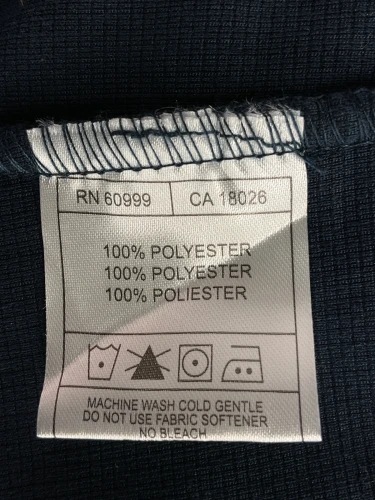 RN 60999 CA 18026
100% POLYESTER
100% POLYESTER
100% POLIESTER
MACHINE WASH COLD GENTLE
DO NOT USE FABRIC SOFTENER
NO BLEACH